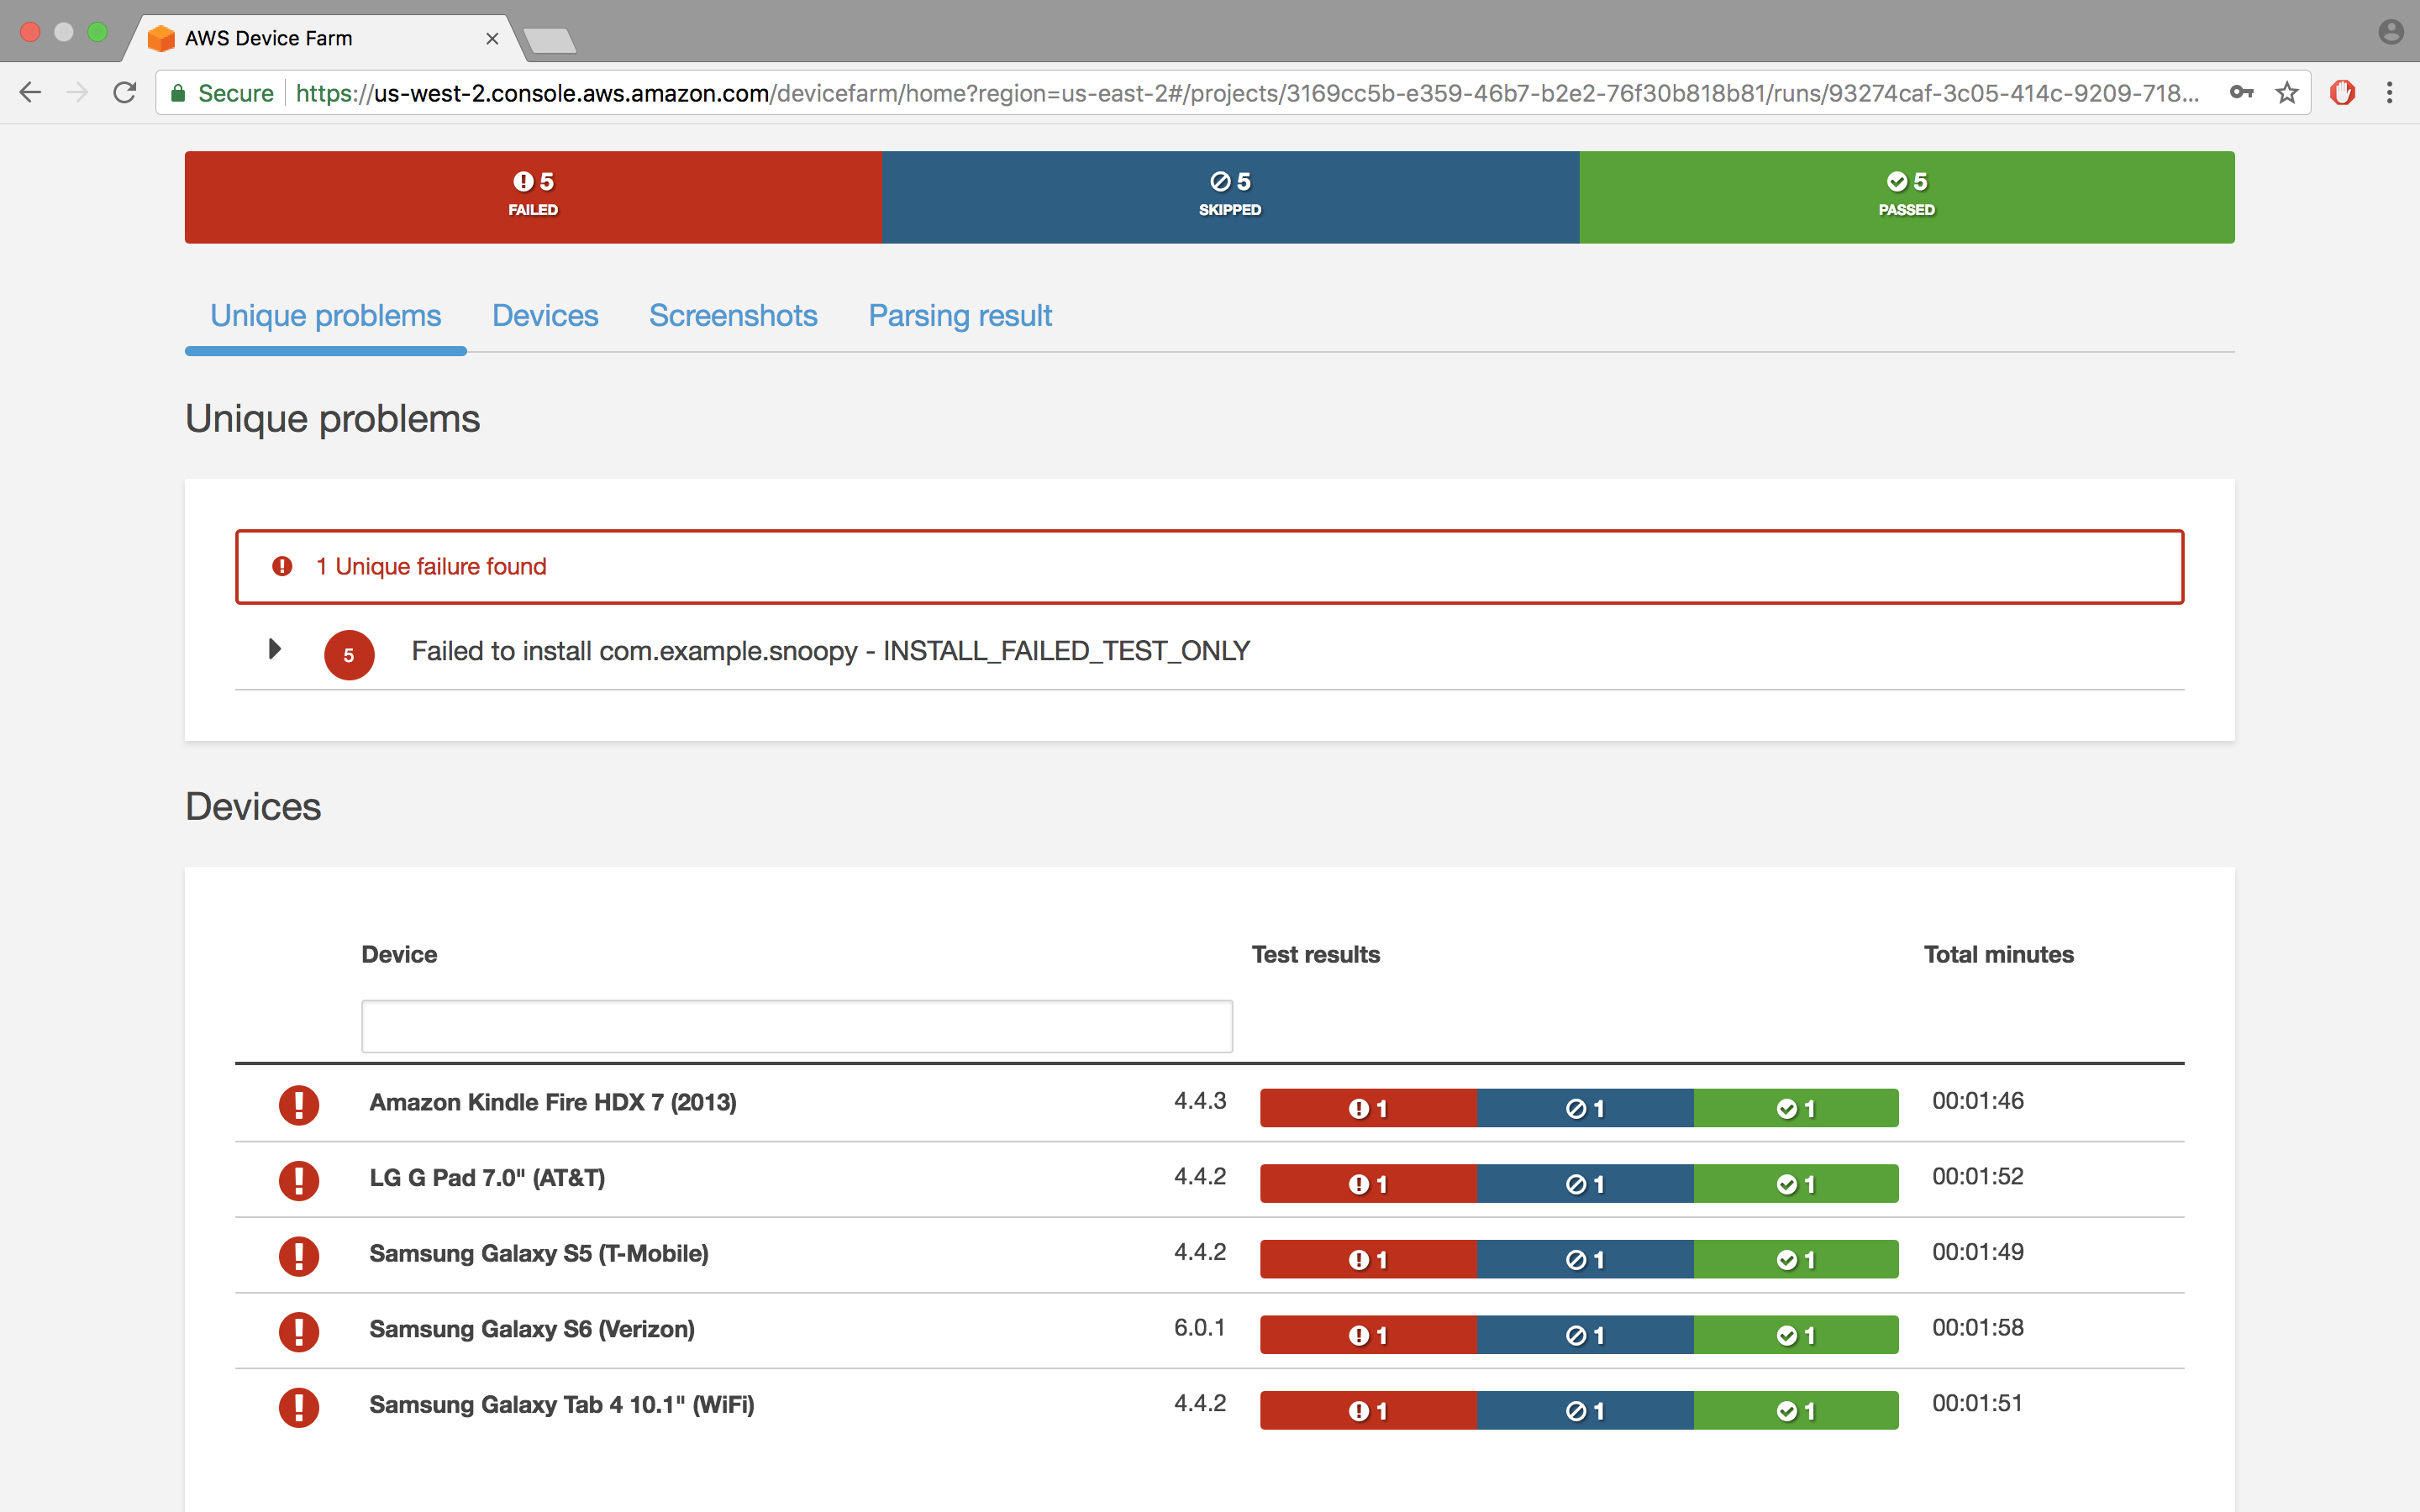 AWS Device Farm
Secure https://us-west-2.console.aws.amazon.com/devicefarm/home?region=us-east-2#/projects/3169cc5b-e359-46b7-b2e2-76f30b818b81/runs/93274caf-3c05-414c-9209-718...
5 5 5
FAILED SKIPPED PASSED
Unique problems Devices Screenshots Parsing result
Unique problems
1 Unique failure found
5 Failed to install com.example.snoopy - INSTALL_FAILED_TEST_ONLY
Devices
Device Test results Total minutes
Amazon Kindle Fire HDX 7 (2013) 4.4.3 1 1 1 00:01:46
LG G Pad 7.0" (AT&T) 4.4.2 1 1 1 00:01:52
Samsung Galaxy S5 (T-Mobile) 4.4.2 1 1 1 00:01:49
Samsung Galaxy S6 (Verizon) 6.0.1 1 1 1 00:01:58
Samsung Galaxy Tab 4 10.1" (WiFi) 4.4.2 1 1 1 00:01:51